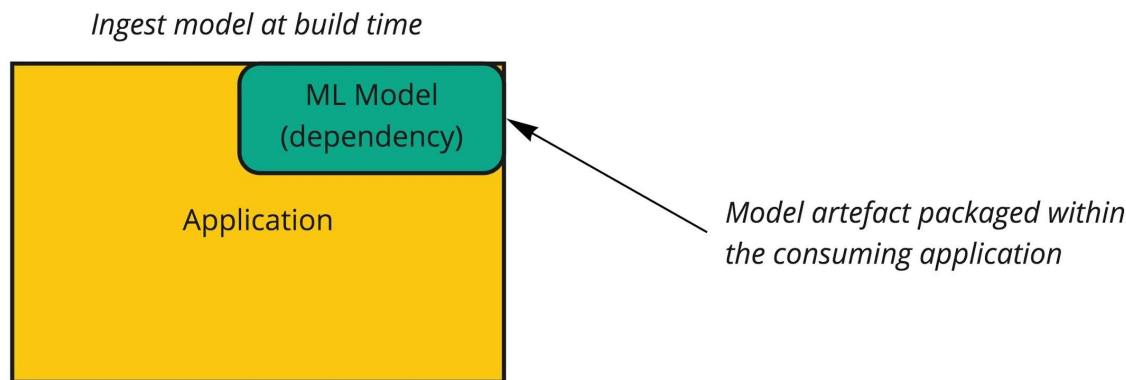 Ingest model at build time
ML Model
(dependency)
Application
Model artefact packaged within
the consuming application